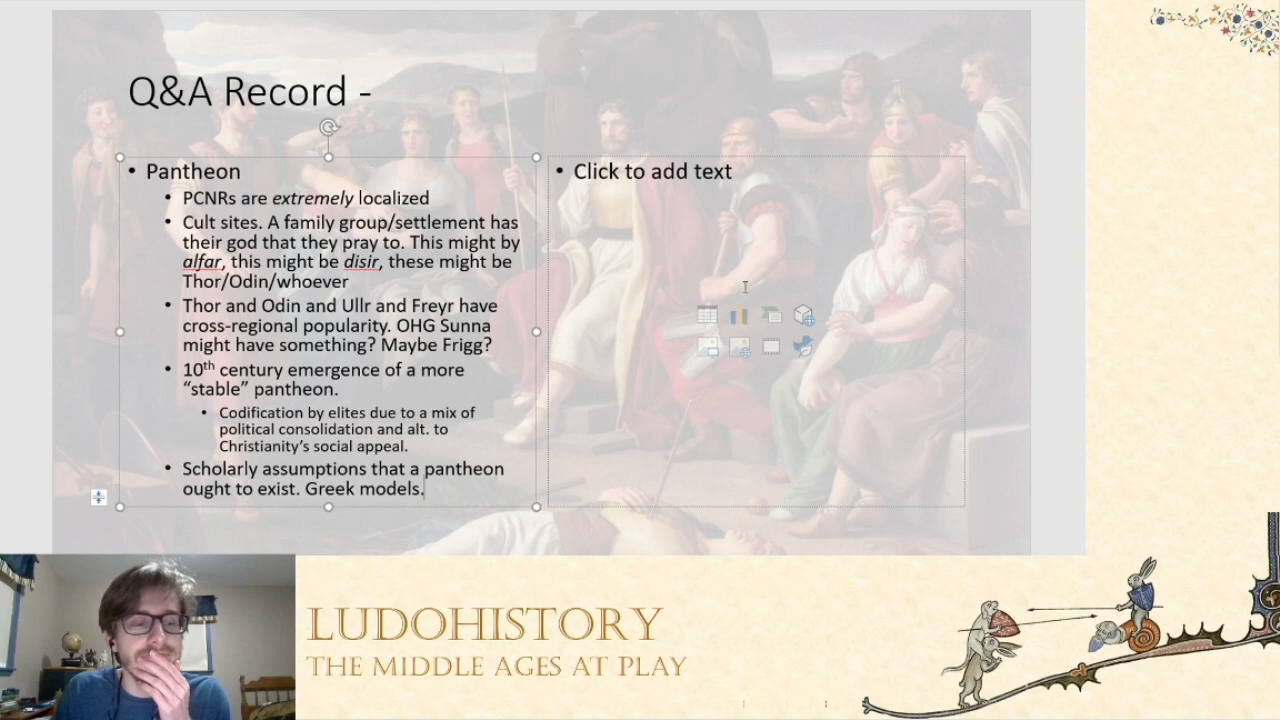 Q&A Record -
• Pantheon
• PCNRs are extremely localized
• Cult sites. A family group/settlement has
their god that they pray to. This might by
alfar, this might be disir, these might be
Thor/Odin/whoever
• Thor and Odin and Ullr and Freyr have
cross-regional popularity. OHG Sunna
might have something? Maybe Frigg?
• 10th century emergence of a more
“stable” pantheon.
• Codification by elites due to a mix of
political consolidation and alt. to
Christianity’s social appeal.
• Scholarly assumptions that a pantheon
ought to exist. Greek models.
• Click to add text
LUDOHISTORY
THE MIDDLE AGES AT PLAY